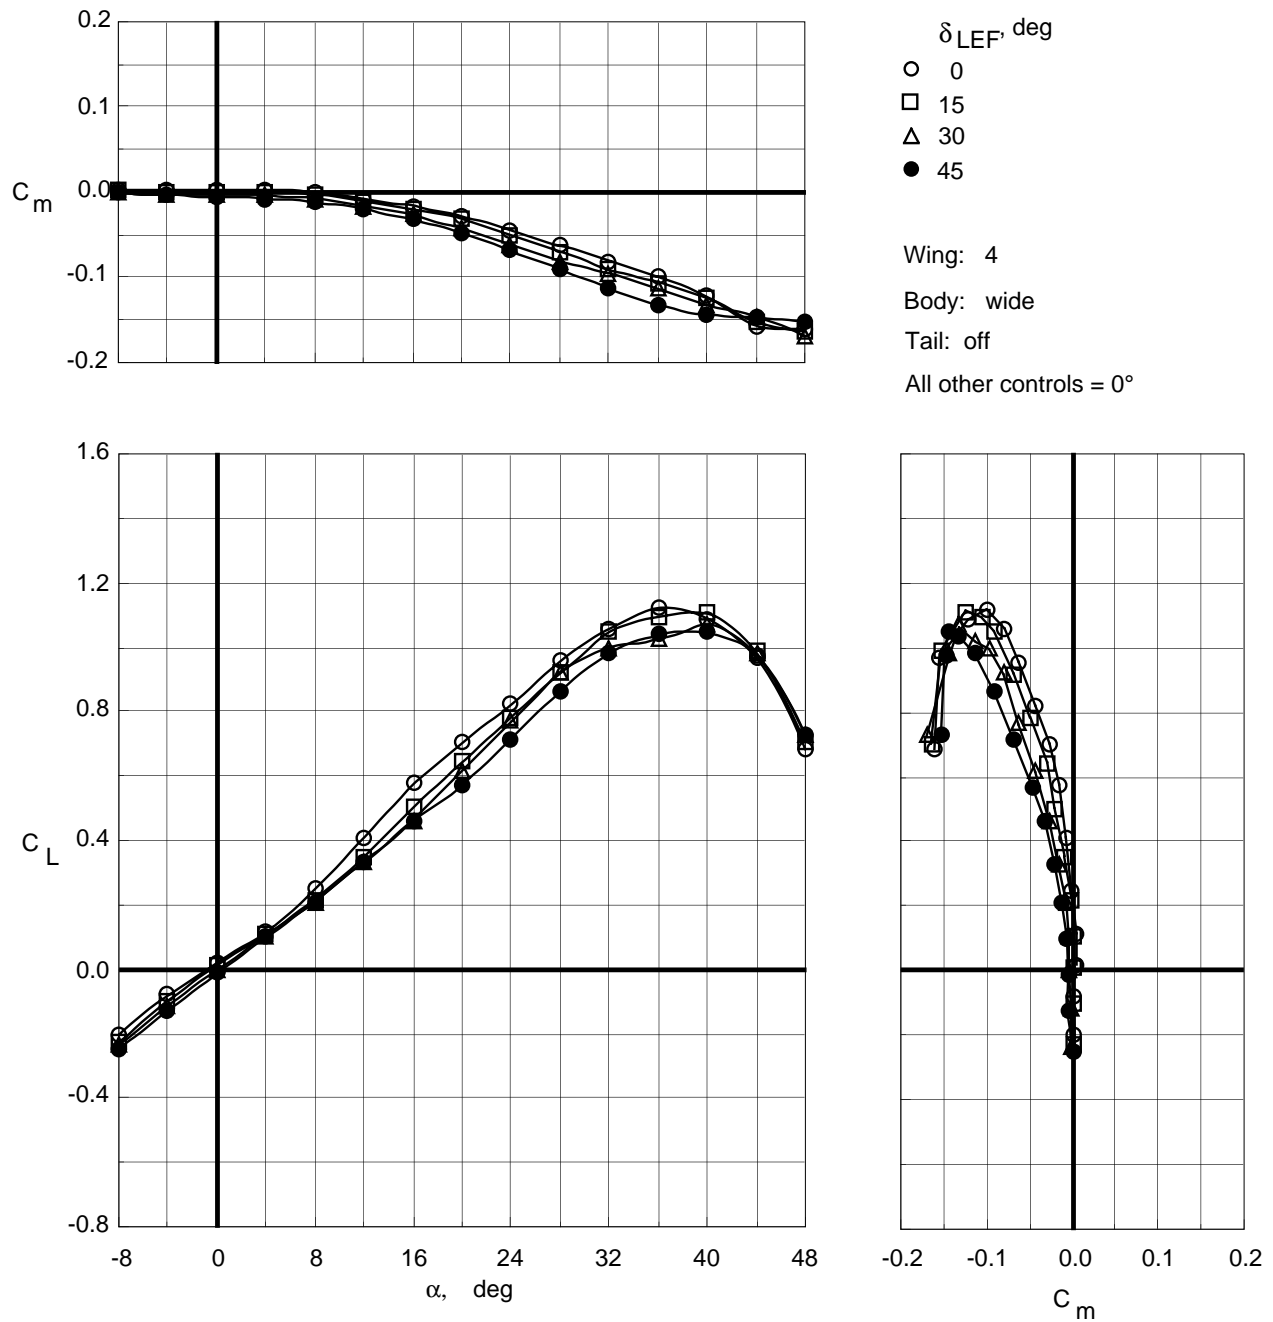 0.2
0.1
0.0
-0.1
-0.2
C m
δ LEF, deg
0
15
30
45
Wing: 4
Body: wide
Tail: off
All other controls = 0°
1.6
1.2
0.8
0.4
0.0
-0.4
-0.8
C L
-8 0 8 16 24 32 40 48
α, deg
-0.2 -0.1 0.0 0.1 0.2
C m